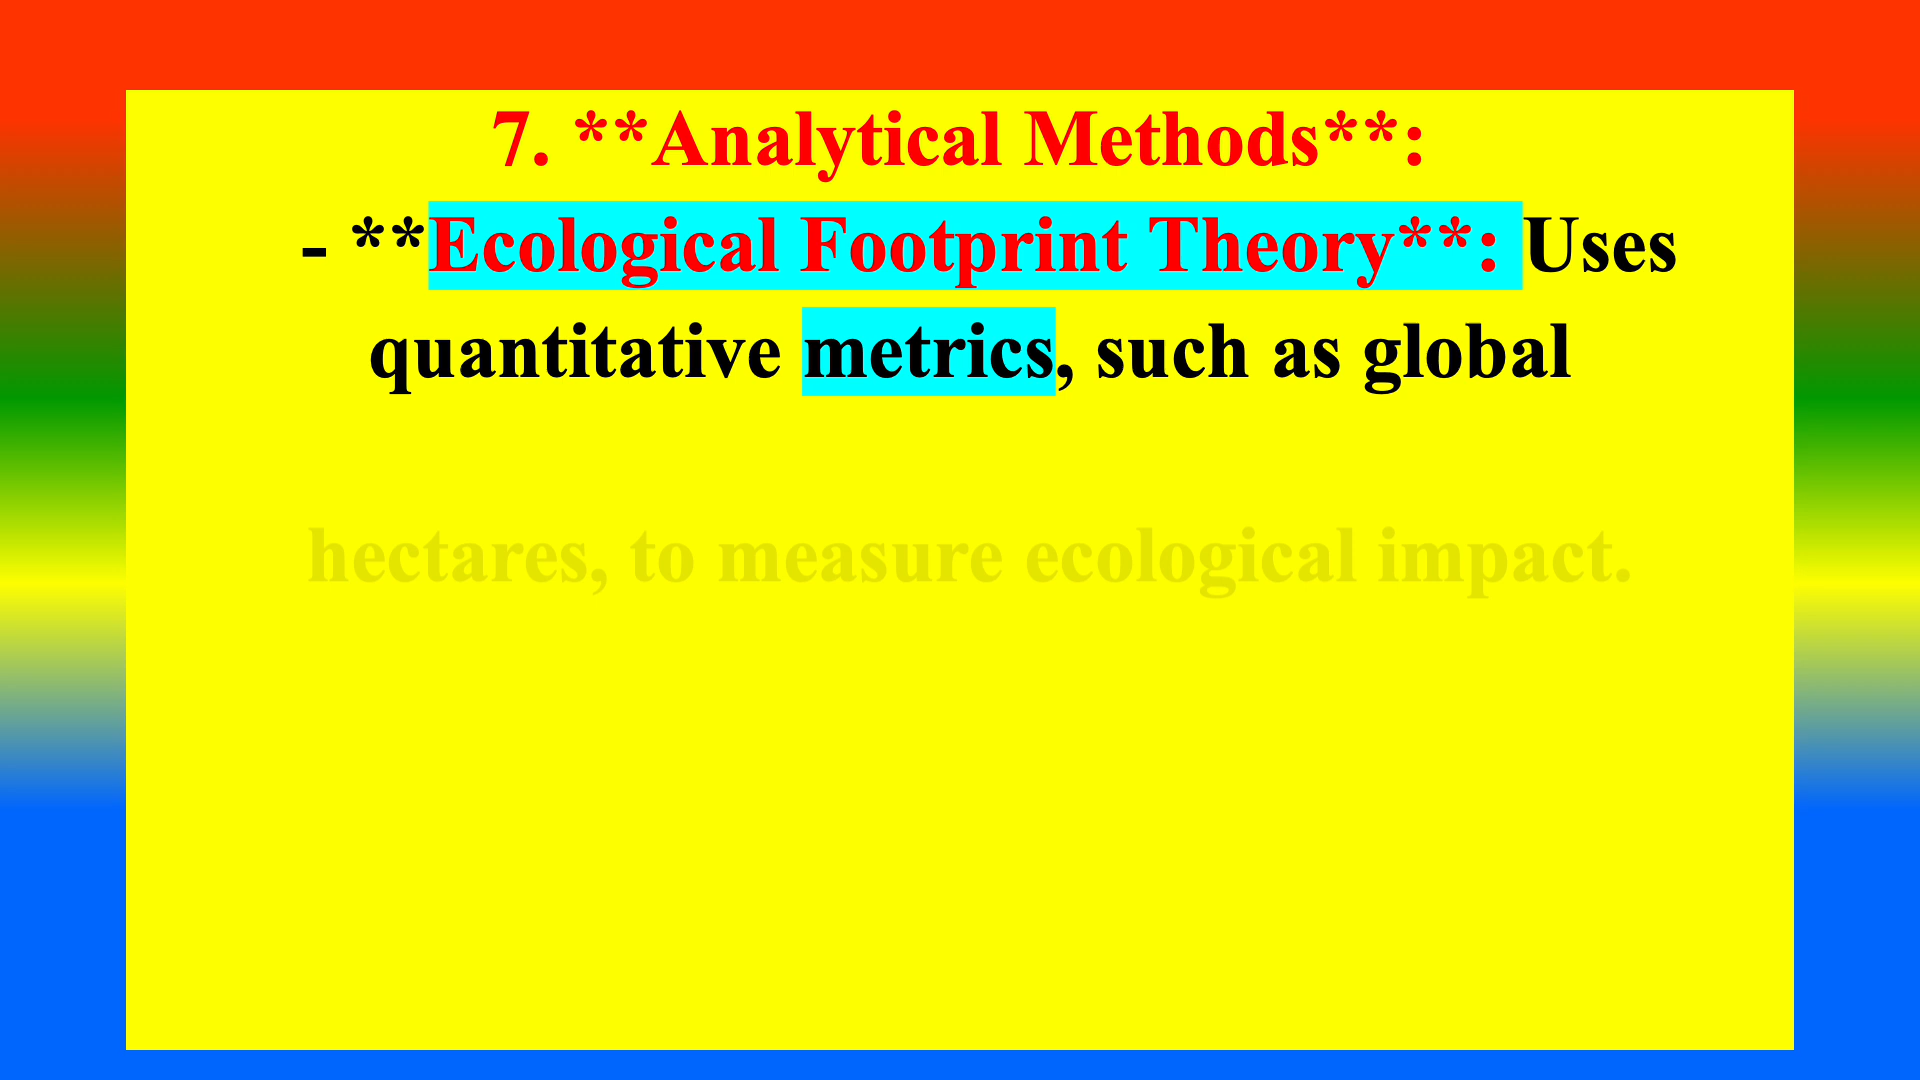 7. **Analytical Methods**:
- **Ecological Footprint Theory**: Uses
quantitative metrics, such as global
hectares, to measure ecological impact.